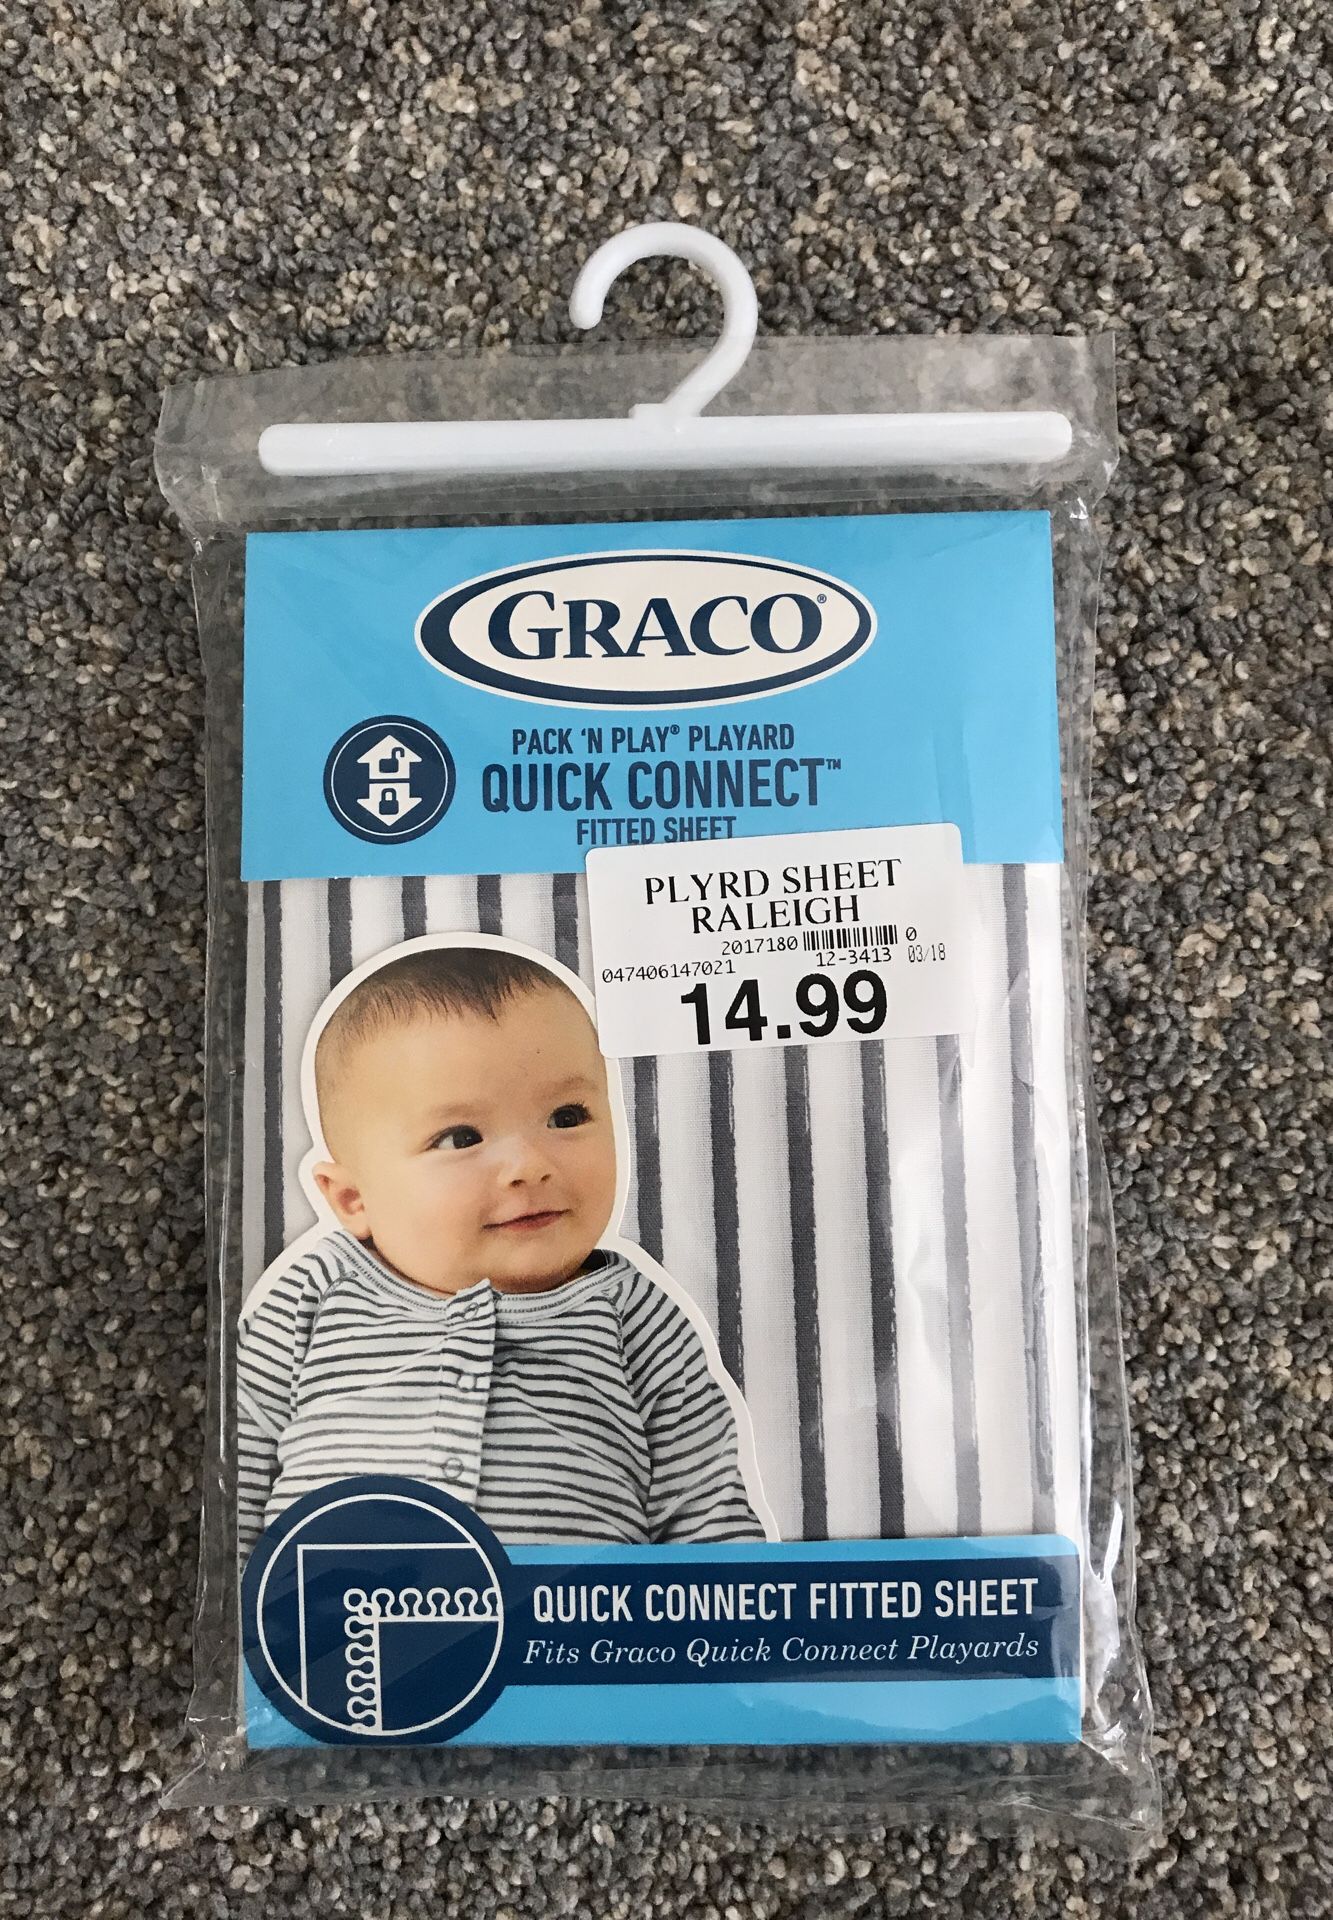 GRACO®
PACK 'N PLAY® PLAYARD
QUICK CONNECT™
FITTED SHEET
PLYRD SHEET
RALEIGH
2017180 0
047406147021 12-3413 03/18
14.99
QUICK CONNECT FITTED SHEET
Fits Graco Quick Connect Playards